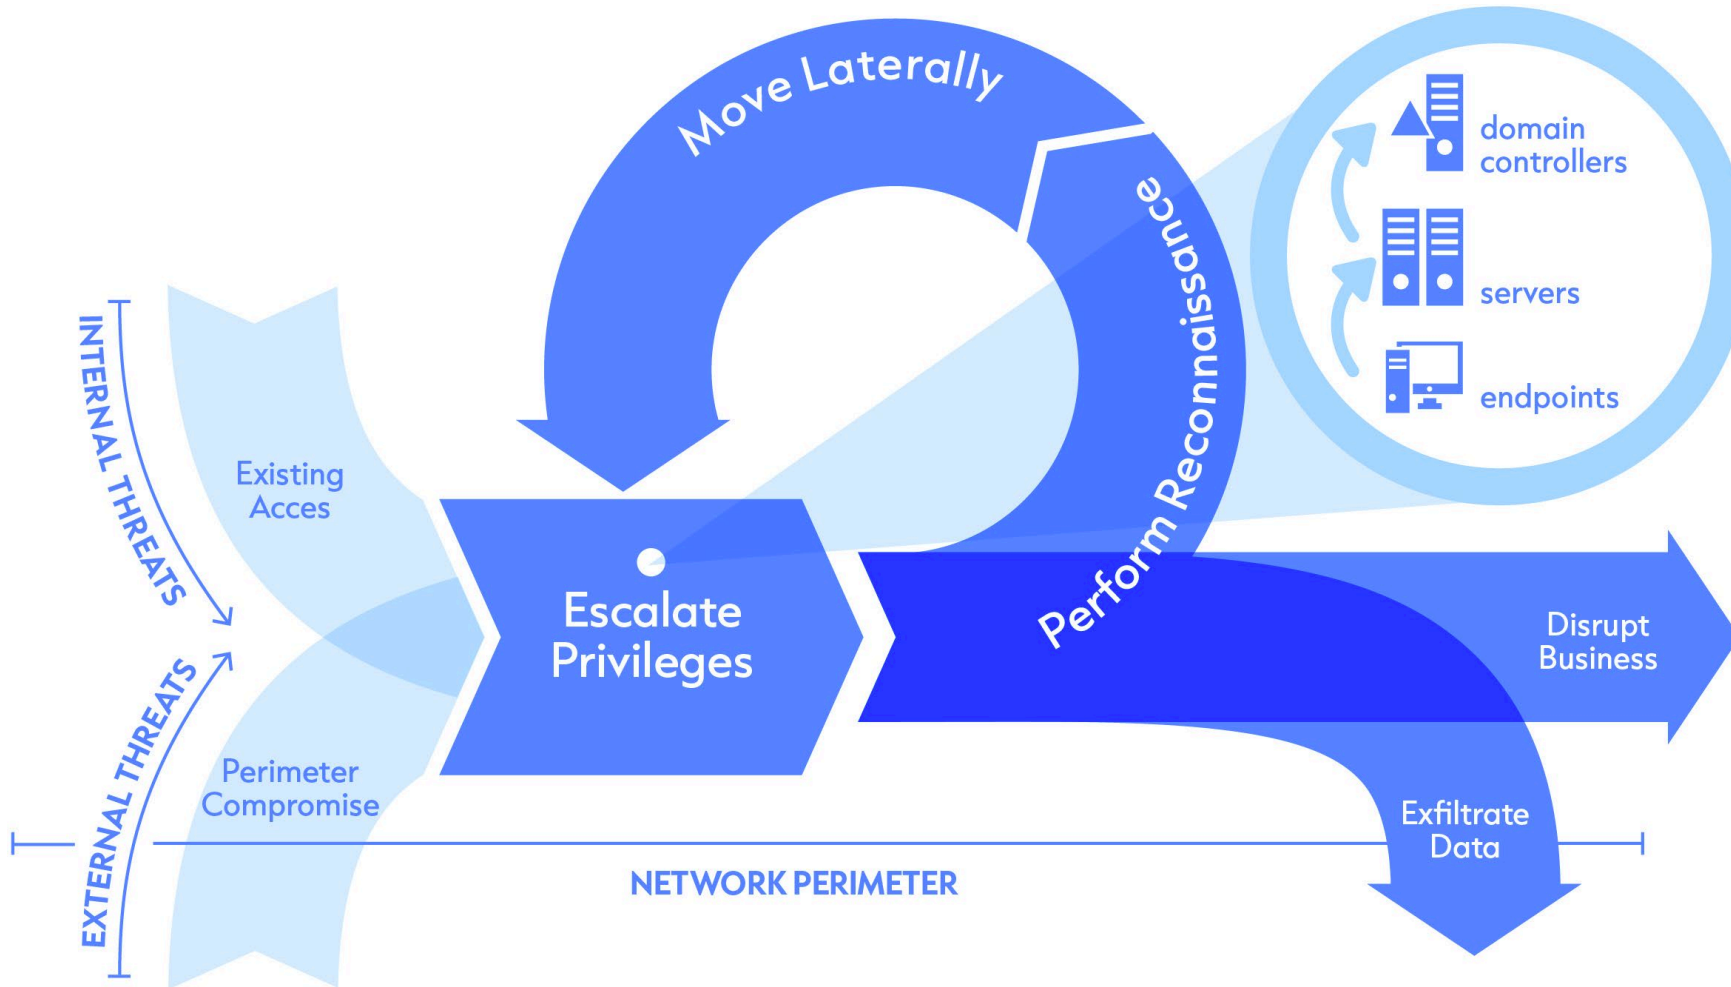 Move Laterally
Perform Reconnaissance
domain
controllers
servers
endpoints
INTERNAL THREATS
Existing
Acces
Escalate
Privileges
Disrupt
Business
EXTERNAL THREATS
Perimeter
Compromise
Exfiltrate
Data
NETWORK PERIMETER